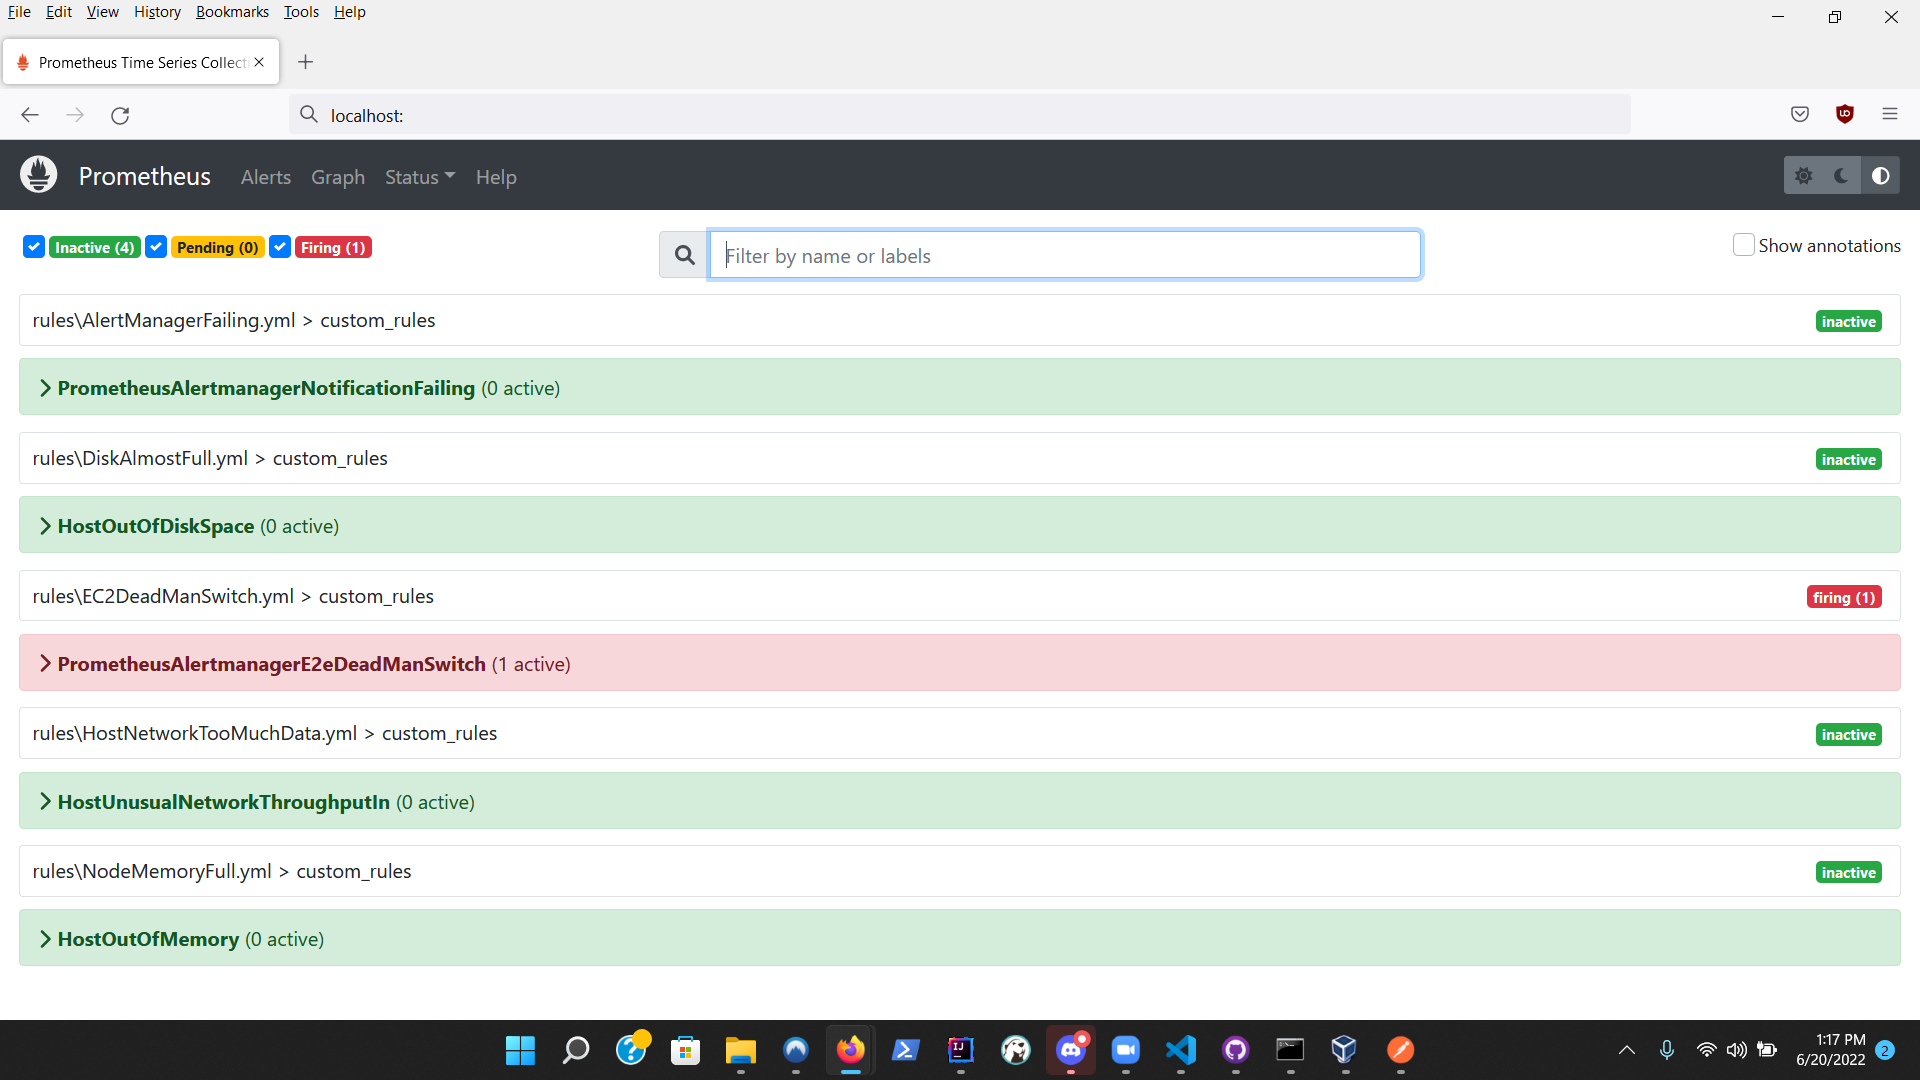 File Edit View History Bookmarks Tools Help
Prometheus Time Series Collecti
localhost:
Prometheus Alerts Graph Status Help
Inactive (4) Pending (0) Firing (1)
Filter by name or labels
Show annotations
rules\AlertManagerFailing.yml > custom_rules inactive
PrometheusAlertmanagerNotificationFailing (0 active)
rules\DiskAlmostFull.yml > custom_rules inactive
HostOutOfDiskSpace (0 active)
rules\EC2DeadManSwitch.yml > custom_rules firing (1)
PrometheusAlertmanagerE2eDeadManSwitch (1 active)
rules\HostNetworkTooMuchData.yml > custom_rules inactive
HostUnusualNetworkThroughputIn (0 active)
rules\NodeMemoryFull.yml > custom_rules inactive
HostOutOfMemory (0 active)
IJ
1:17 PM
6/20/2022
2